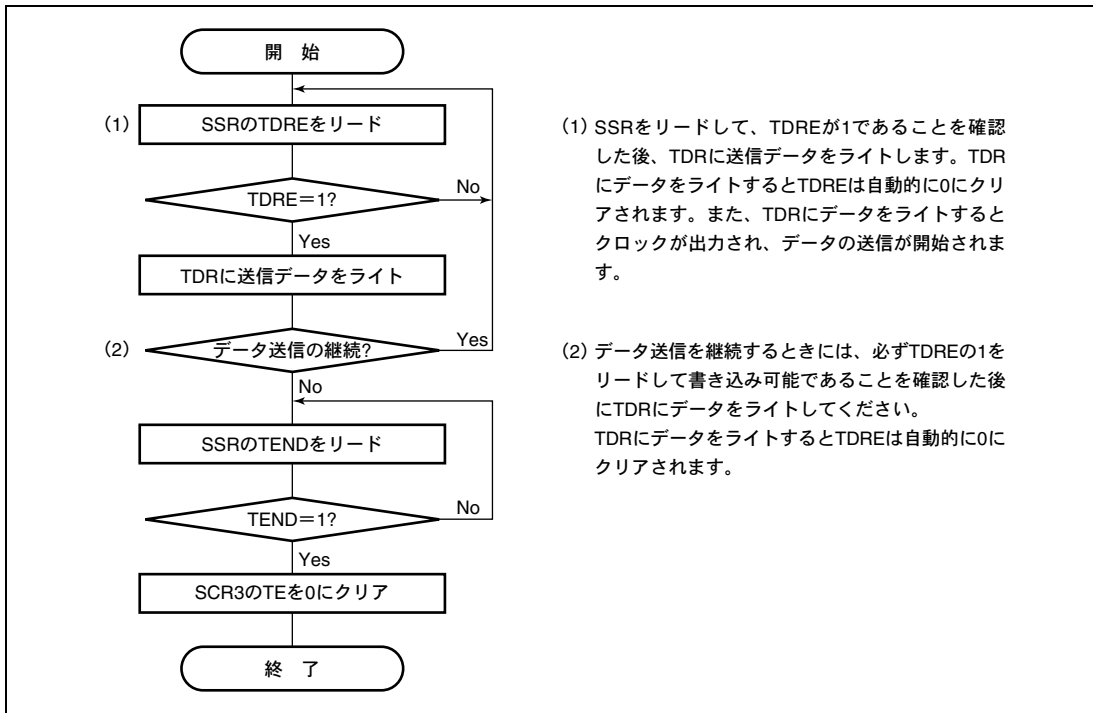 開 始
(1) SSRのTDREをリード
TDRE=1?
No
Yes
TDRに送信データをライト
(2) データ送信の継続?
Yes
No
SSRのTENDをリード
TEND=1?
No
Yes
SCR3のTEを0にクリア
終 了
(1) SSRをリードして、TDREが1であることを確認
した後、TDRに送信データをライトします。TDR
にデータをライトするとTDREは自動的に0にクリ
アされます。また、TDRにデータをライトすると
クロックが出力され、データの送信が開始されま
す。
(2) データ送信を継続するときには、必ずTDREの1を
リードして書き込み可能であることを確認した後
にTDRにデータをライトしてください。
TDRにデータをライトするとTDREは自動的に0に
クリアされます。